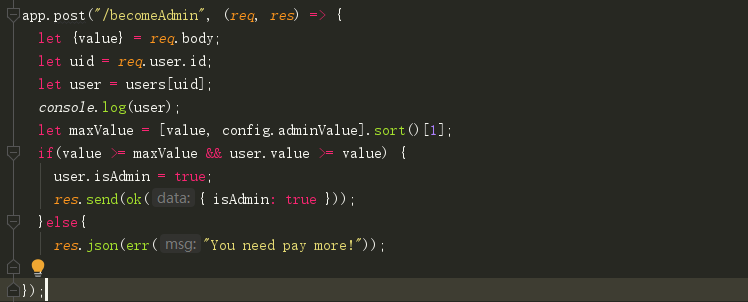 app.post("/becomeAdmin", (req, res) => {
let {value} = req.body;
let uid = req.user.id;
let user = users[uid];
console.log(user);
let maxValue = [value, config.adminValue].sort()[1];
if(value >= maxValue && user.value >= value) {
user.isAdmin = true;
res.send(ok( data: { isAdmin: true }));
}else{
res.json(err( msg: "You need pay more!"));
});